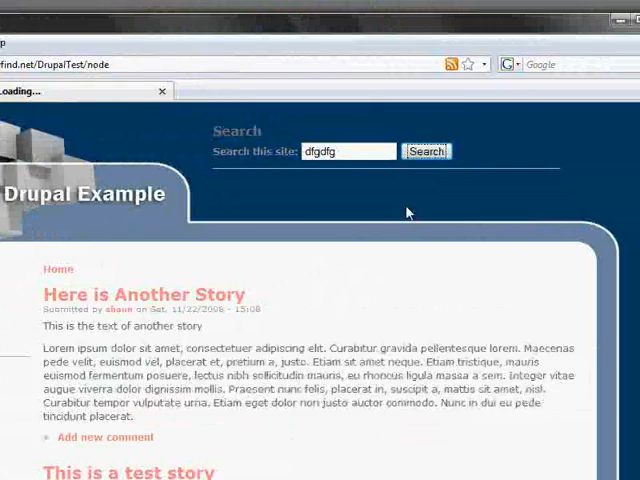 p
find.net/DrupalTest/node
Google
Loading...
Search
Search this site: dfgdfg Search
Drupal Example
Home
Here is Another Story
Submitted by shaun on Sat, 11/22/2008 - 15:08
This is the text of another story
Lorem ipsum dolor sit amet, consectetuer adipiscing elit. Curabitur gravida pellentesque lorem. Maecenas
pede velit, euismod vel, placerat et, pretium a, justo. Etiam sit amet neque. Etiam tristique, mauris
euismod fermentum posuere, lectus nibh sollicitudin mauris, eu rhoncus ligula massa a sem. Integer vitae
augue viverra dolor dignissim mollis. Praesent nunc felis, placerat in, suscipit a, mattis sit amet, nisl.
Curabitur tempor vulputate urna. Etiam eget dolor non justo auctor commodo. Nunc in dui eu pede
tincidunt placerat.
Add new comment
This is a test story